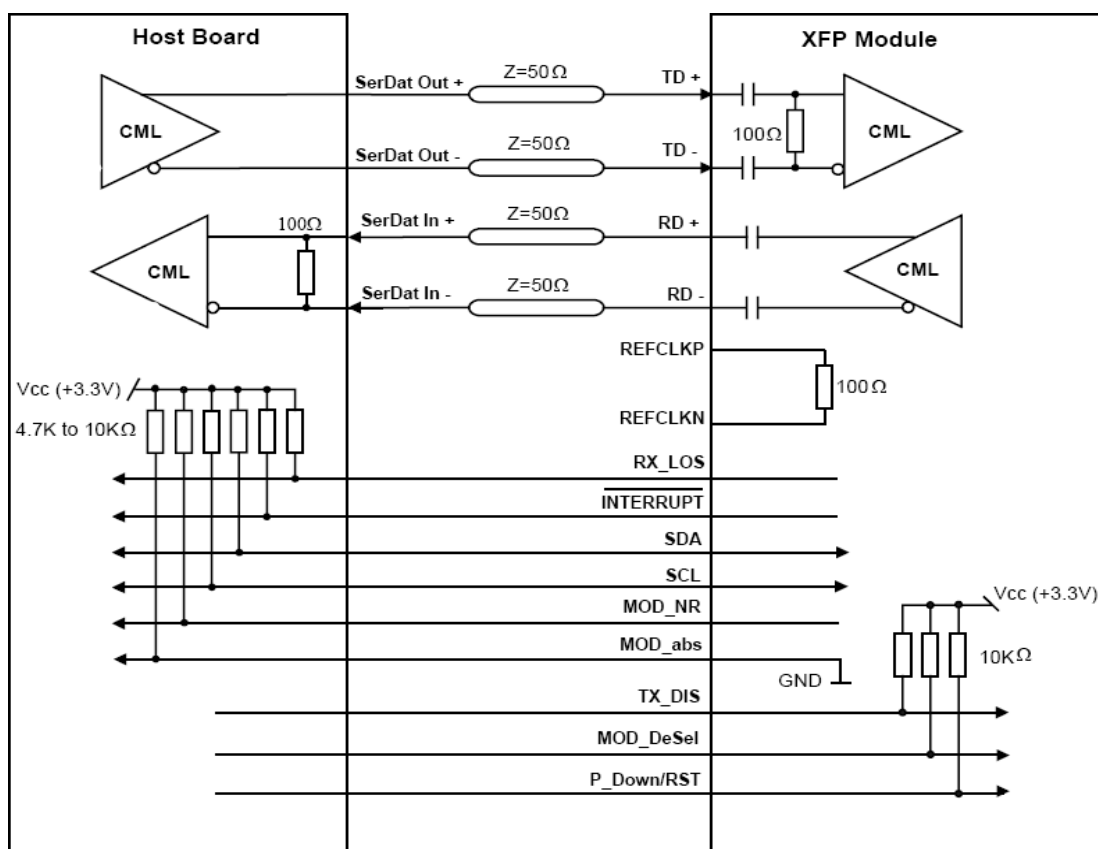 Host Board
XFP Module
SerDat Out +
Z=50Ω
TD +
CML
100Ω
CML
SerDat Out -
Z=50Ω
TD -
100Ω
SerDat In +
Z=50Ω
RD +
CML
CML
SerDat In -
Z=50Ω
RD -
REFCLKP
100Ω
REFCLKN
Vcc (+3.3V)
4.7K to 10KΩ
RX_LOS
INTERRUPT
SDA
SCL
MOD_NR
MOD_abs
Vcc (+3.3V)
10KΩ
GND
TX_DIS
MOD_DeSel
P_Down/RST